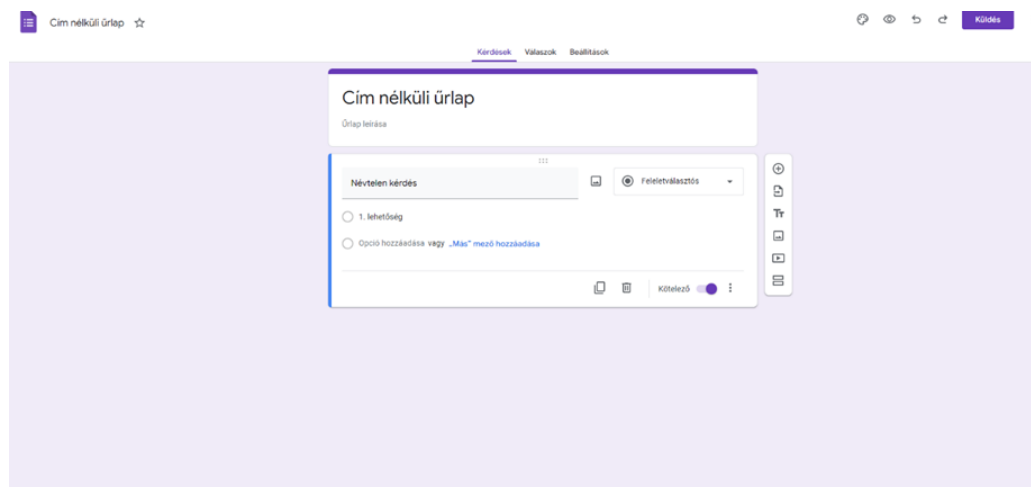 Cím nélküli űrlap
Küldés
Kérdések Válaszok Beállítások
Cím nélküli űrlap
Űrlap leírása
Névtelen kérdés
Feleletválasztós
1. lehetőség
Opció hozzáadása vagy „Más” mező hozzáadása
Kötelező
Tт